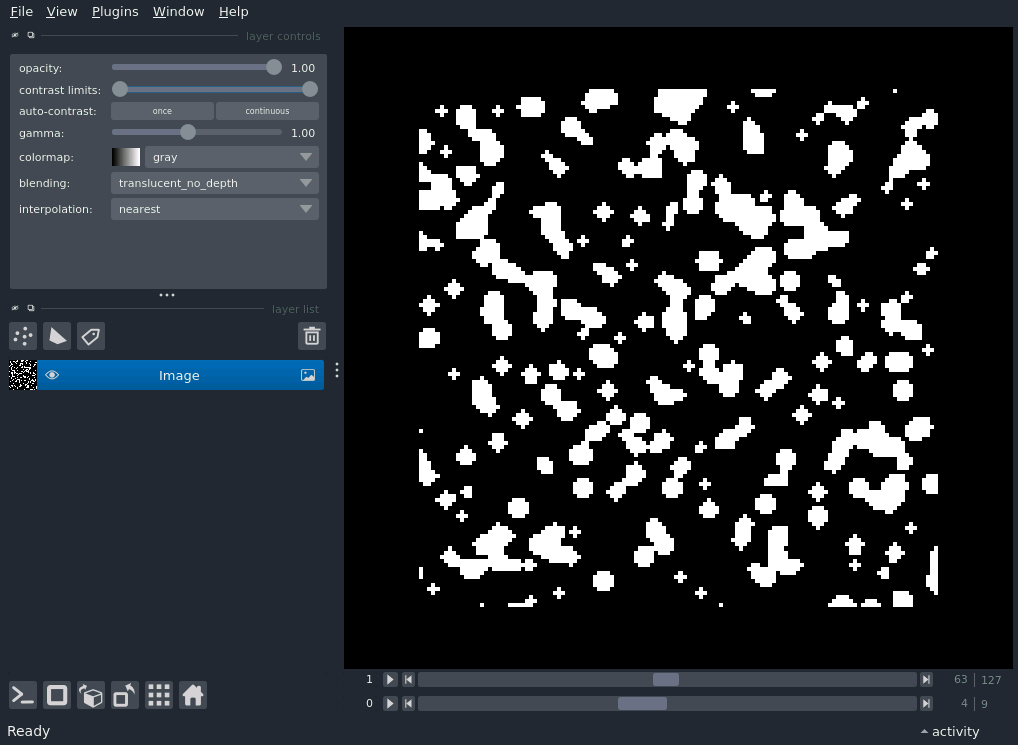 File View Plugins Window Help
layer controls
opacity: 1.00
contrast limits:
auto-contrast: once continuous
gamma: 1.00
colormap: gray
blending: translucent_no_depth
interpolation: nearest
layer list
Image
1 63 127
0 4 9
Ready activity